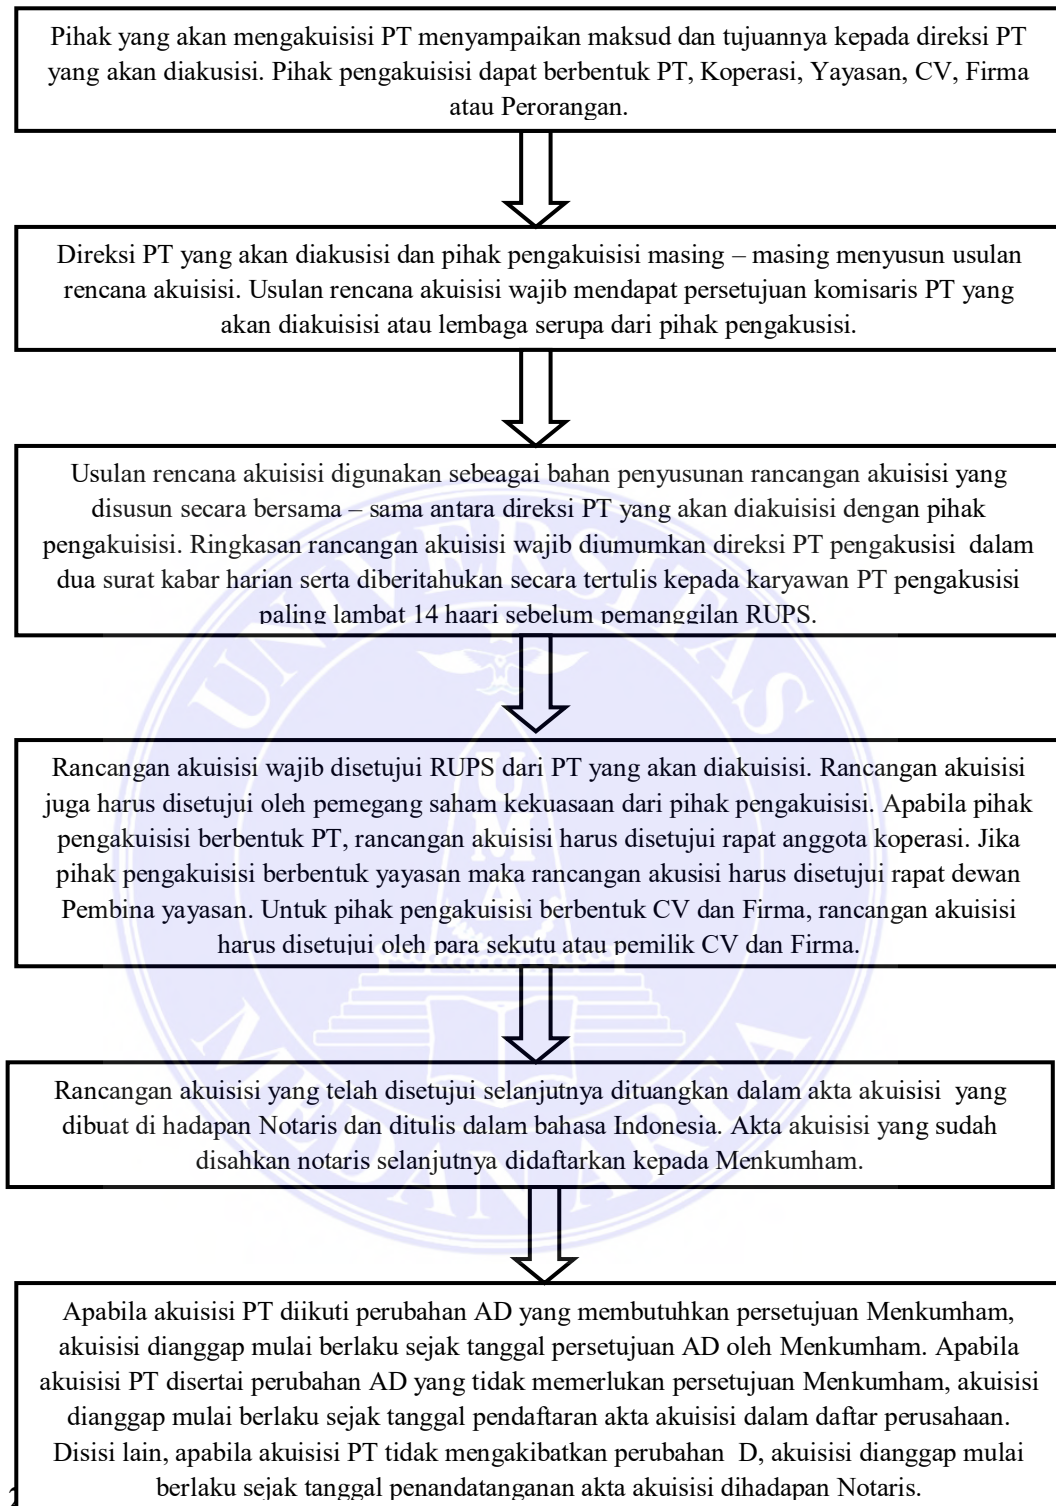 Pihak yang akan mengakuisisi PT menyampaikan maksud dan tujuannya kepada direksi PT
yang akan diakusisi. Pihak pengakuisisi dapat berbentuk PT, Koperasi, Yayasan, CV, Firma
atau Perorangan.
Direksi PT yang akan diakusisi dan pihak pengakuisisi masing – masing menyusun usulan
rencana akuisisi. Usulan rencana akuisisi wajib mendapat persetujuan komisaris PT yang
akan diakuisisi atau lembaga serupa dari pihak pengakusisi.
Usulan rencana akuisisi digunakan sebeagai bahan penyusunan rancangan akuisisi yang
disusun secara bersama – sama antara direksi PT yang akan diakuisisi dengan pihak
pengakuisisi. Ringkasan rancangan akuisisi wajib diumumkan direksi PT pengakusisi dalam
dua surat kabar harian serta diberitahukan secara tertulis kepada karyawan PT pengakusisi
paling lambat 14 haari sebelum pemanggilan RUPS.
Rancangan akuisisi wajib disetujui RUPS dari PT yang akan diakuisisi. Rancangan akuisisi
juga harus disetujui oleh pemegang saham kekuasaan dari pihak pengakuisisi. Apabila pihak
pengakuisisi berbentuk PT, rancangan akuisisi harus disetujui rapat anggota koperasi. Jika
pihak pengakuisisi berbentuk yayasan maka rancangan akusisi harus disetujui rapat dewan
Pembina yayasan. Untuk pihak pengakuisisi berbentuk CV dan Firma, rancangan akuisisi
harus disetujui oleh para sekutu atau pemilik CV dan Firma.
Rancangan akuisisi yang telah disetujui selanjutnya dituangkan dalam akta akuisisi yang
dibuat di hadapan Notaris dan ditulis dalam bahasa Indonesia. Akta akuisisi yang sudah
disahkan notaris selanjutnya didaftarkan kepada Menkumham.
Apabila akuisisi PT diikuti perubahan AD yang membutuhkan persetujuan Menkumham,
akuisisi dianggap mulai berlaku sejak tanggal persetujuan AD oleh Menkumham. Apabila
akuisisi PT disertai perubahan AD yang tidak memerlukan persetujuan Menkumham, akuisisi
dianggap mulai berlaku sejak tanggal pendaftaran akta akuisisi dalam daftar perusahaan.
Disisi lain, apabila akuisisi PT tidak mengakibatkan perubahan D, akuisisi dianggap mulai
berlaku sejak tanggal penandatanganan akta akuisisi dihadapan Notaris.
UNIVERSITAS
UMA
MEDAN AREA